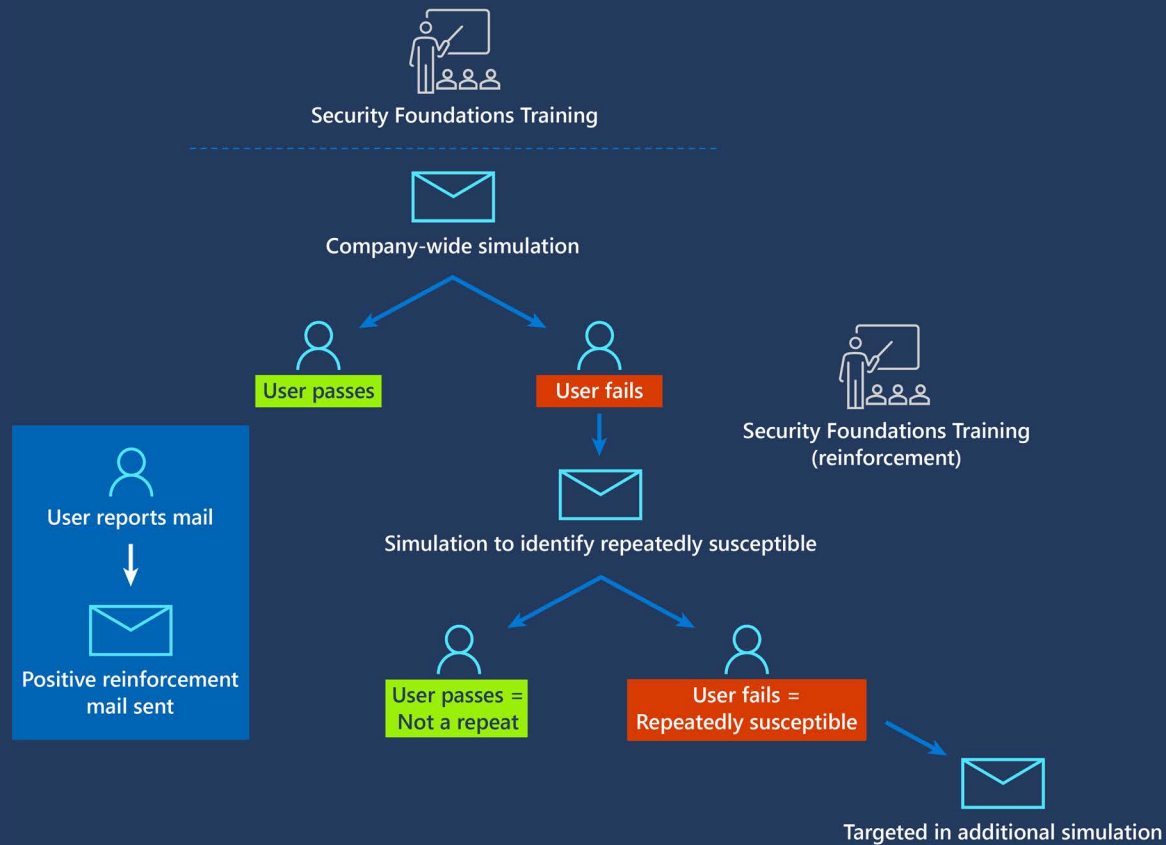 Security Foundations Training
Company-wide simulation
User passes
User fails
Security Foundations Training
(reinforcement)
User reports mail
Simulation to identify repeatedly susceptible
Positive reinforcement
mail sent
User passes =
Not a repeat
User fails =
Repeatedly susceptible
Targeted in additional simulation